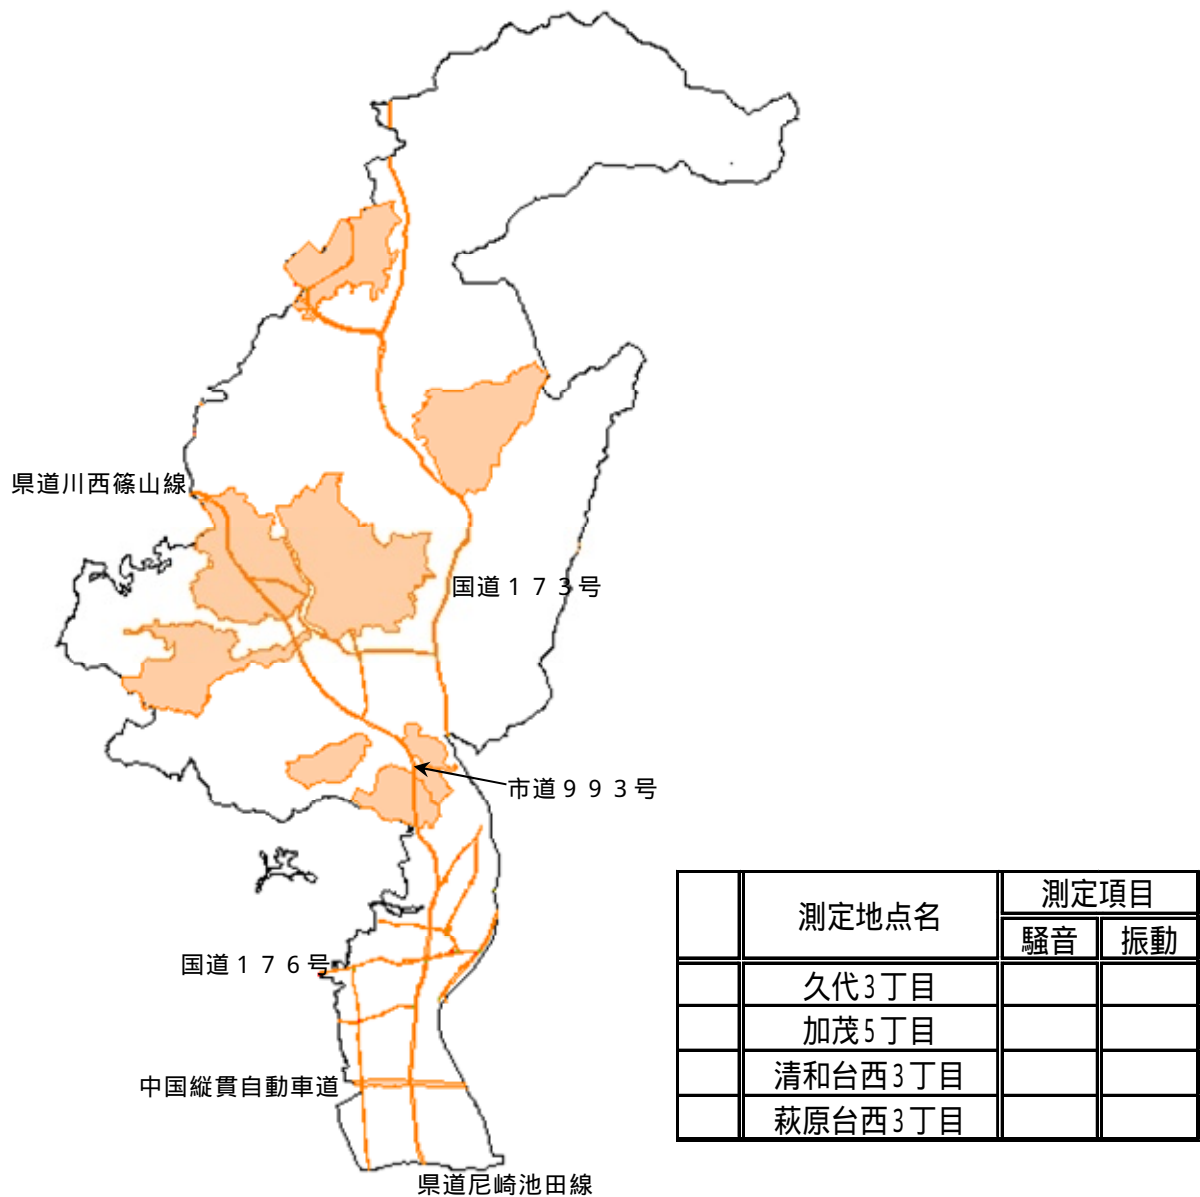 県道川西篠山線
国道１７３号
市道９９３号
国道１７６号
中国縦貫自動車道
県道尼崎池田線
測定地点名 測定項目
騒音 振動
久代3丁目
加茂5丁目
清和台西3丁目
萩原台西3丁目